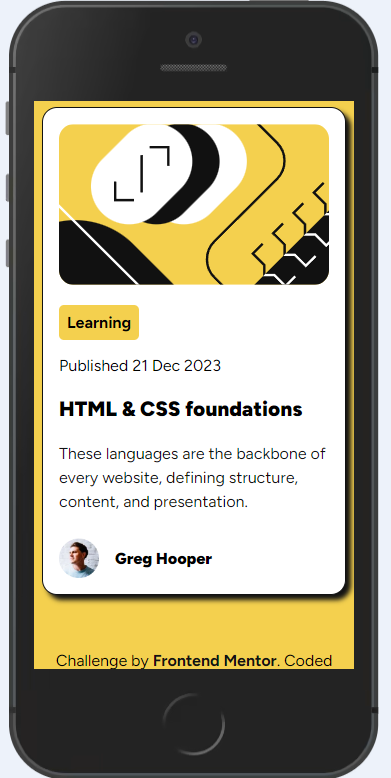 Learning
Published 21 Dec 2023
HTML & CSS foundations
These languages are the backbone of
every website, defining structure,
content, and presentation.
Greg Hooper
Challenge by Frontend Mentor. Coded